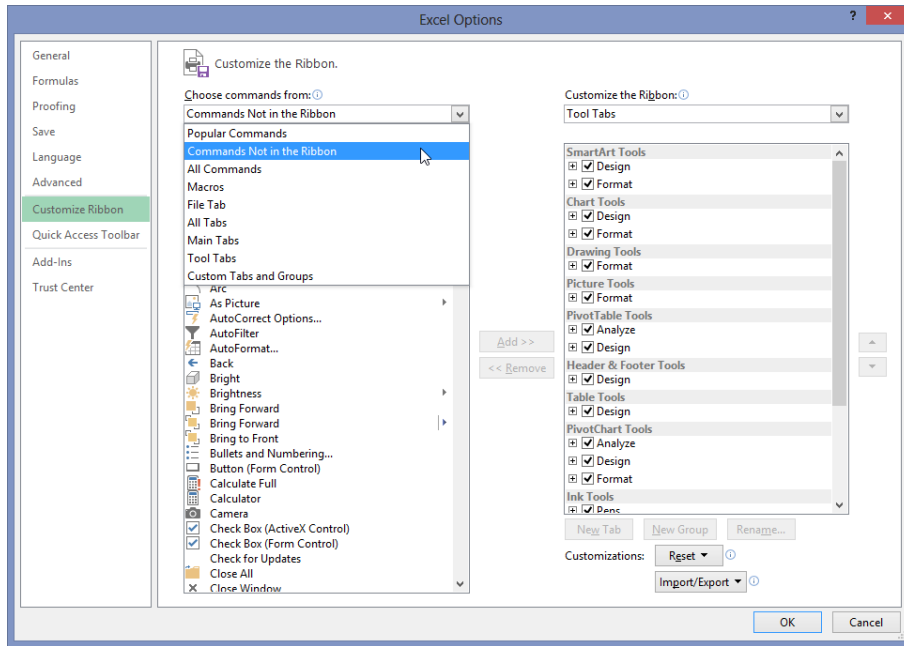 Excel Options
?
General
Formulas
Proofing
Save
Language
Advanced
Customize Ribbon
Quick Access Toolbar
Add-Ins
Trust Center
Customize the Ribbon.
Choose commands from:
Commands Not in the Ribbon
Popular Commands
Commands Not in the Ribbon
All Commands
Macros
File Tab
All Tabs
Main Tabs
Tool Tabs
Custom Tabs and Groups
Arc
As Picture
AutoCorrect Options...
AutoFilter
AutoFormat...
Back
Bright
Brightness
Bring Forward
Bring Forward
Bring to Front
Bullets and Numbering...
Button (Form Control)
Calculate Full
Calculator
Camera
Check Box (ActiveX Control)
Check Box (Form Control)
Check for Updates
Close All
Close Window
Add >>
<< Remove
Customize the Ribbon:
Tool Tabs
SmartArt Tools
Design
Format
Chart Tools
Design
Format
Drawing Tools
Format
Picture Tools
Format
PivotTable Tools
Analyze
Design
Header & Footer Tools
Design
Table Tools
Design
PivotChart Tools
Analyze
Design
Format
Ink Tools
Pens
New Tab
New Group
Rename...
Customizations:
Reset
Import/Export
OK
Cancel